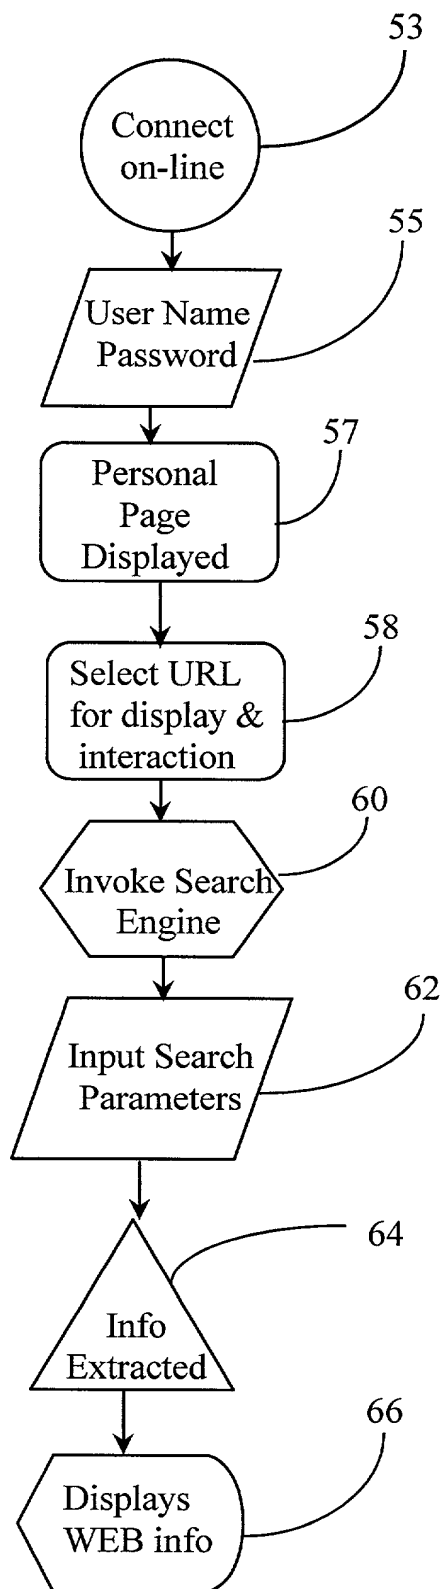 53
Connect
on-line
55
User Name
Password
57
Personal
Page
Displayed
58
Select URL
for display &
interaction
60
Invoke Search
Engine
62
Input Search
Parameters
64
Info
Extracted
66
Displays
WEB info